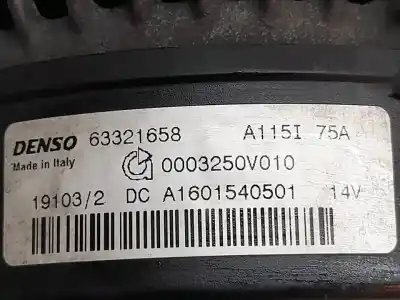 DENSO 63321658 A115I 75A
Made in Italy 0003250V010
19103/2 DC A1601540501 14V